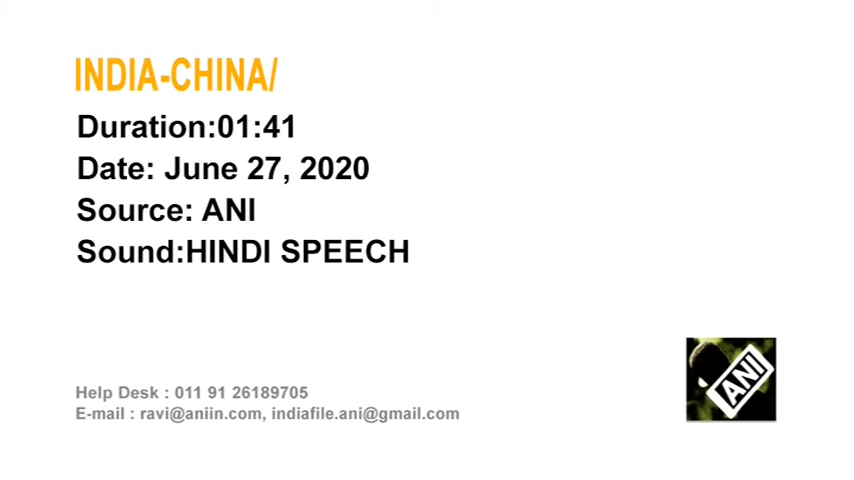 INDIA-CHINA/
Duration:01:41
Date: June 27, 2020
Source: ANI
Sound:HINDI SPEECH
Help Desk : 011 91 26189705
E-mail : ravi@aniin.com, indiafile.ani@gmail.com
ANI